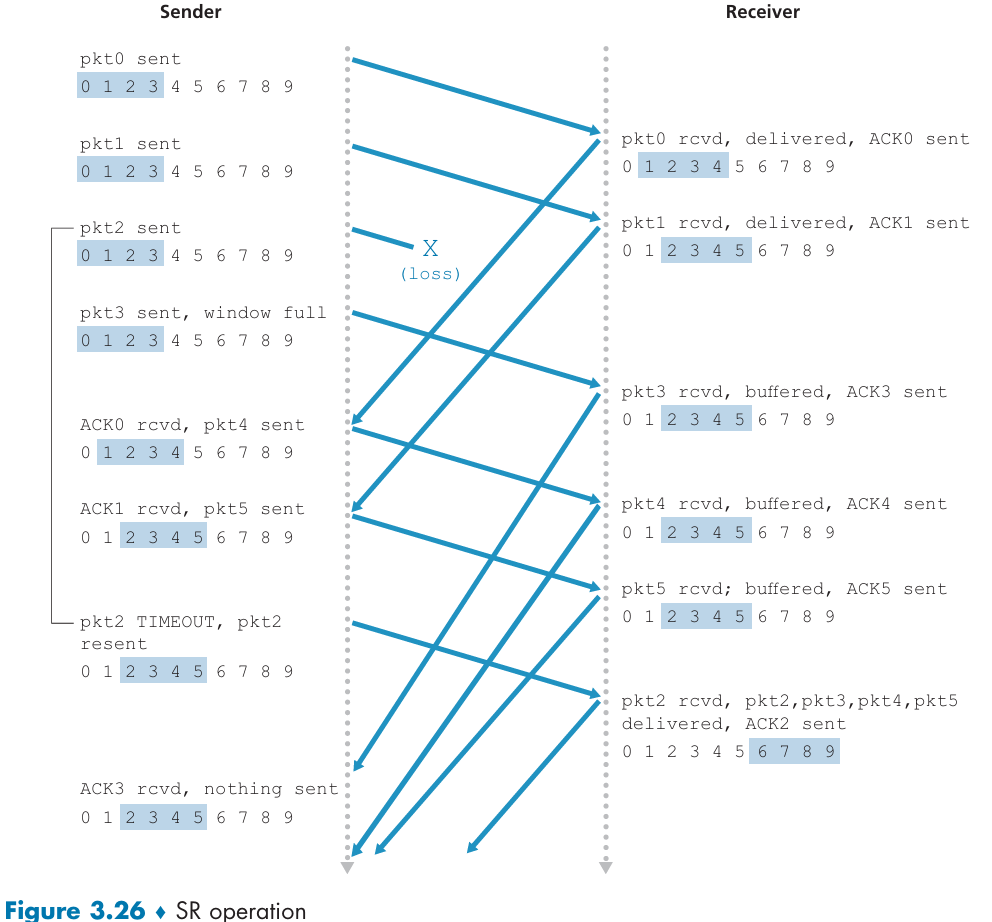 Sender
Receiver
pkt0 sent
0 1 2 3 4 5 6 7 8 9
pkt0 rcvd, delivered, ACK0 sent
0 1 2 3 4 5 6 7 8 9
pkt1 sent
0 1 2 3 4 5 6 7 8 9
pkt1 rcvd, delivered, ACK1 sent
0 1 2 3 4 5 6 7 8 9
pkt2 sent
0 1 2 3 4 5 6 7 8 9
X
(loss)
pkt3 sent, window full
0 1 2 3 4 5 6 7 8 9
pkt3 rcvd, buffered, ACK3 sent
0 1 2 3 4 5 6 7 8 9
ACK0 rcvd, pkt4 sent
0 1 2 3 4 5 6 7 8 9
pkt4 rcvd, buffered, ACK4 sent
0 1 2 3 4 5 6 7 8 9
ACK1 rcvd, pkt5 sent
0 1 2 3 4 5 6 7 8 9
pkt5 rcvd; buffered, ACK5 sent
0 1 2 3 4 5 6 7 8 9
pkt2 TIMEOUT, pkt2
resent
0 1 2 3 4 5 6 7 8 9
pkt2 rcvd, pkt2,pkt3,pkt4,pkt5
delivered, ACK2 sent
0 1 2 3 4 5 6 7 8 9
ACK3 rcvd, nothing sent
0 1 2 3 4 5 6 7 8 9
Figure 3.26 ♦ SR operation